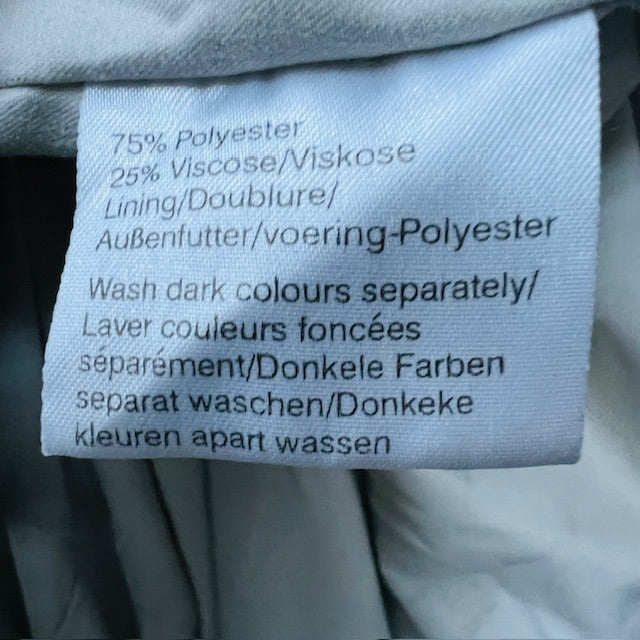 75% Polyester
25% Viscose/Viskose
Lining/Doublure/
Außenfutter/voering-Polyester
Wash dark colours separately/
Laver couleurs foncées
séparément/Donkele Farben
separat waschen/Donkeke
kleuren apart wassen